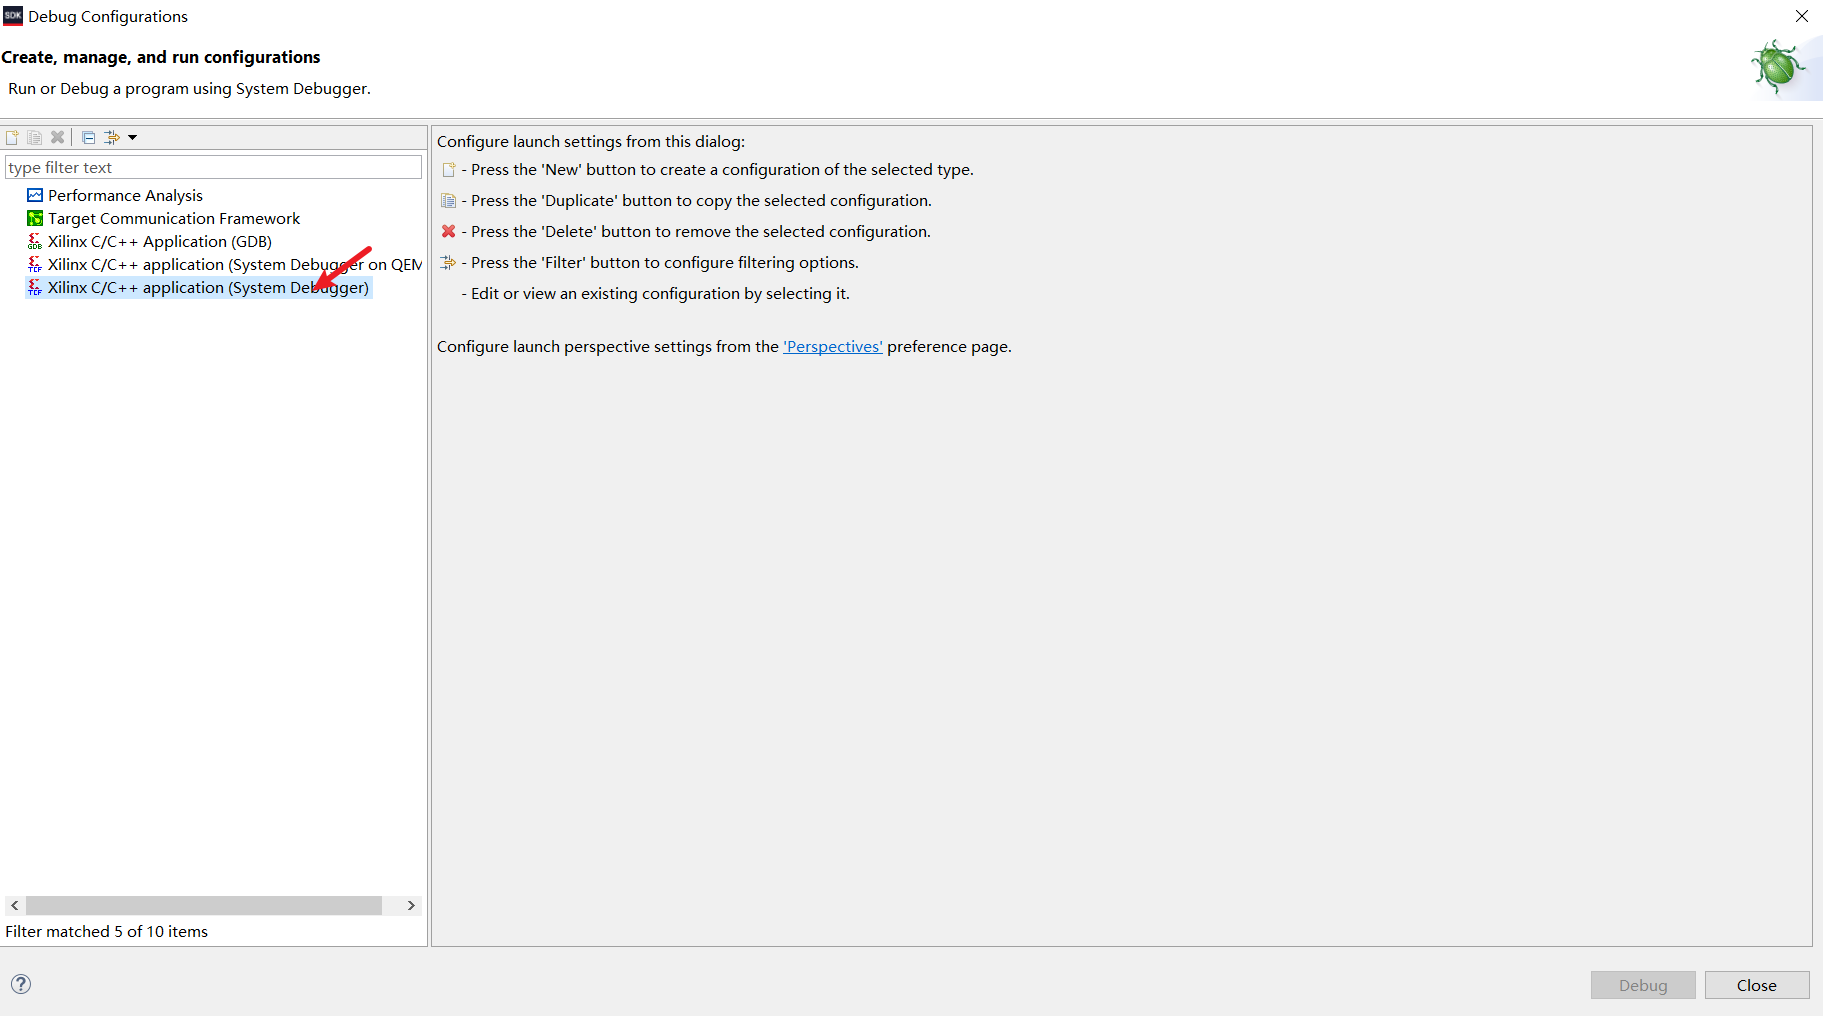 SDK Debug Configurations
Create, manage, and run configurations
Run or Debug a program using System Debugger.
type filter text
Performance Analysis
Target Communication Framework
GDB Xilinx C/C++ Application (GDB)
TCF Xilinx C/C++ application (System Debugger on QEM
TCF Xilinx C/C++ application (System Debugger)
Filter matched 5 of 10 items
Configure launch settings from this dialog:
- Press the 'New' button to create a configuration of the selected type.
- Press the 'Duplicate' button to copy the selected configuration.
- Press the 'Delete' button to remove the selected configuration.
- Press the 'Filter' button to configure filtering options.
- Edit or view an existing configuration by selecting it.
Configure launch perspective settings from the 'Perspectives' preference page.
?
Debug
Close